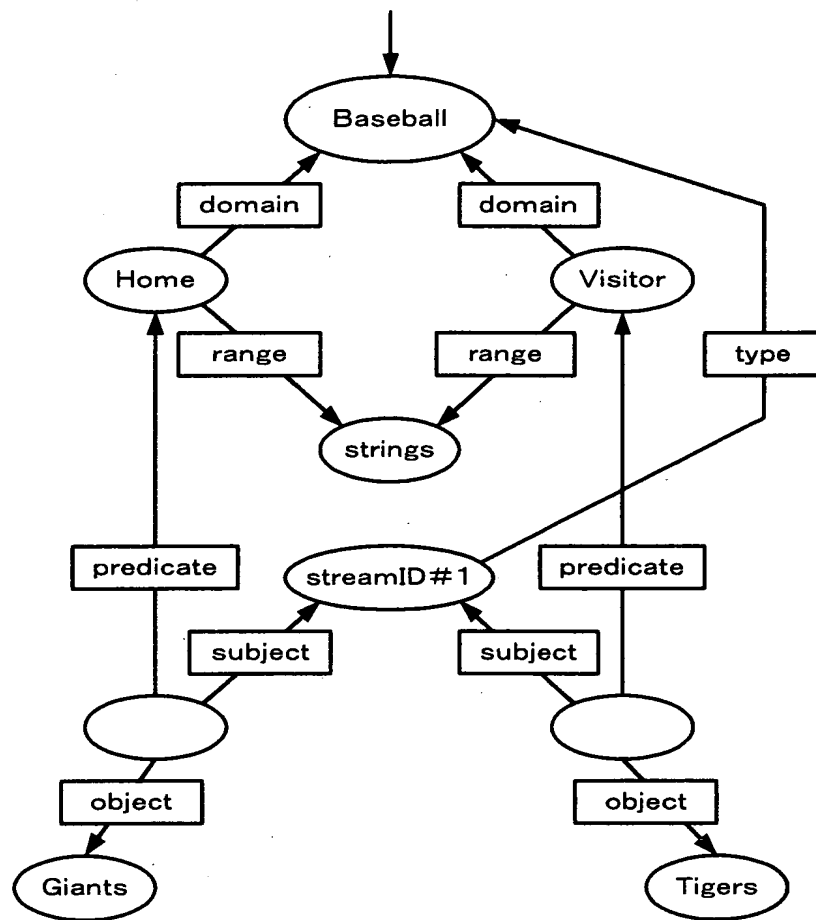 Baseball
domain domain
Home Visitor
range range type
strings
predicate streamID#1 predicate
subject subject
object object
Giants Tigers